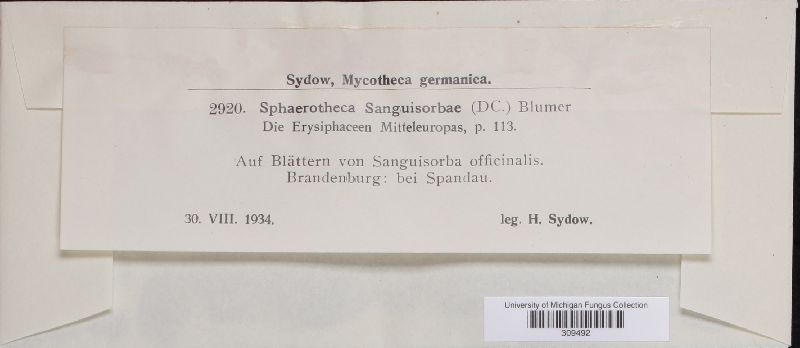 Sydow, Mycotheca germanica.
2920. Sphaerotheca Sanguisorbae (DC.) Blumer
Die Erysiphaceen Mitteleuropas, p. 113.
Auf Blättern von Sanguisorba officinalis.
Brandenburg: bei Spandau.
30. VIII. 1934. leg. H. Sydow.
University of Michigan Fungus Collection
309492